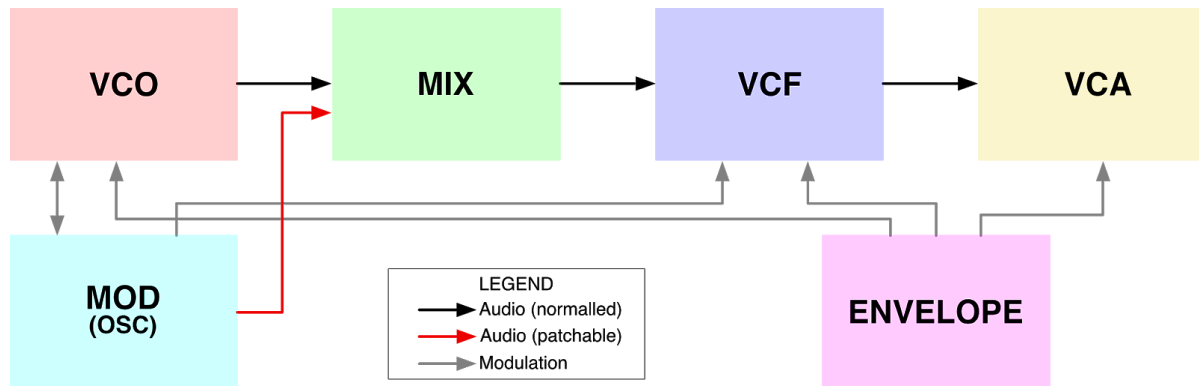 VCO
MIX
VCF
VCA
MOD
(OSC)
ENVELOPE
LEGEND
Audio (normalled)
Audio (patchable)
Modulation